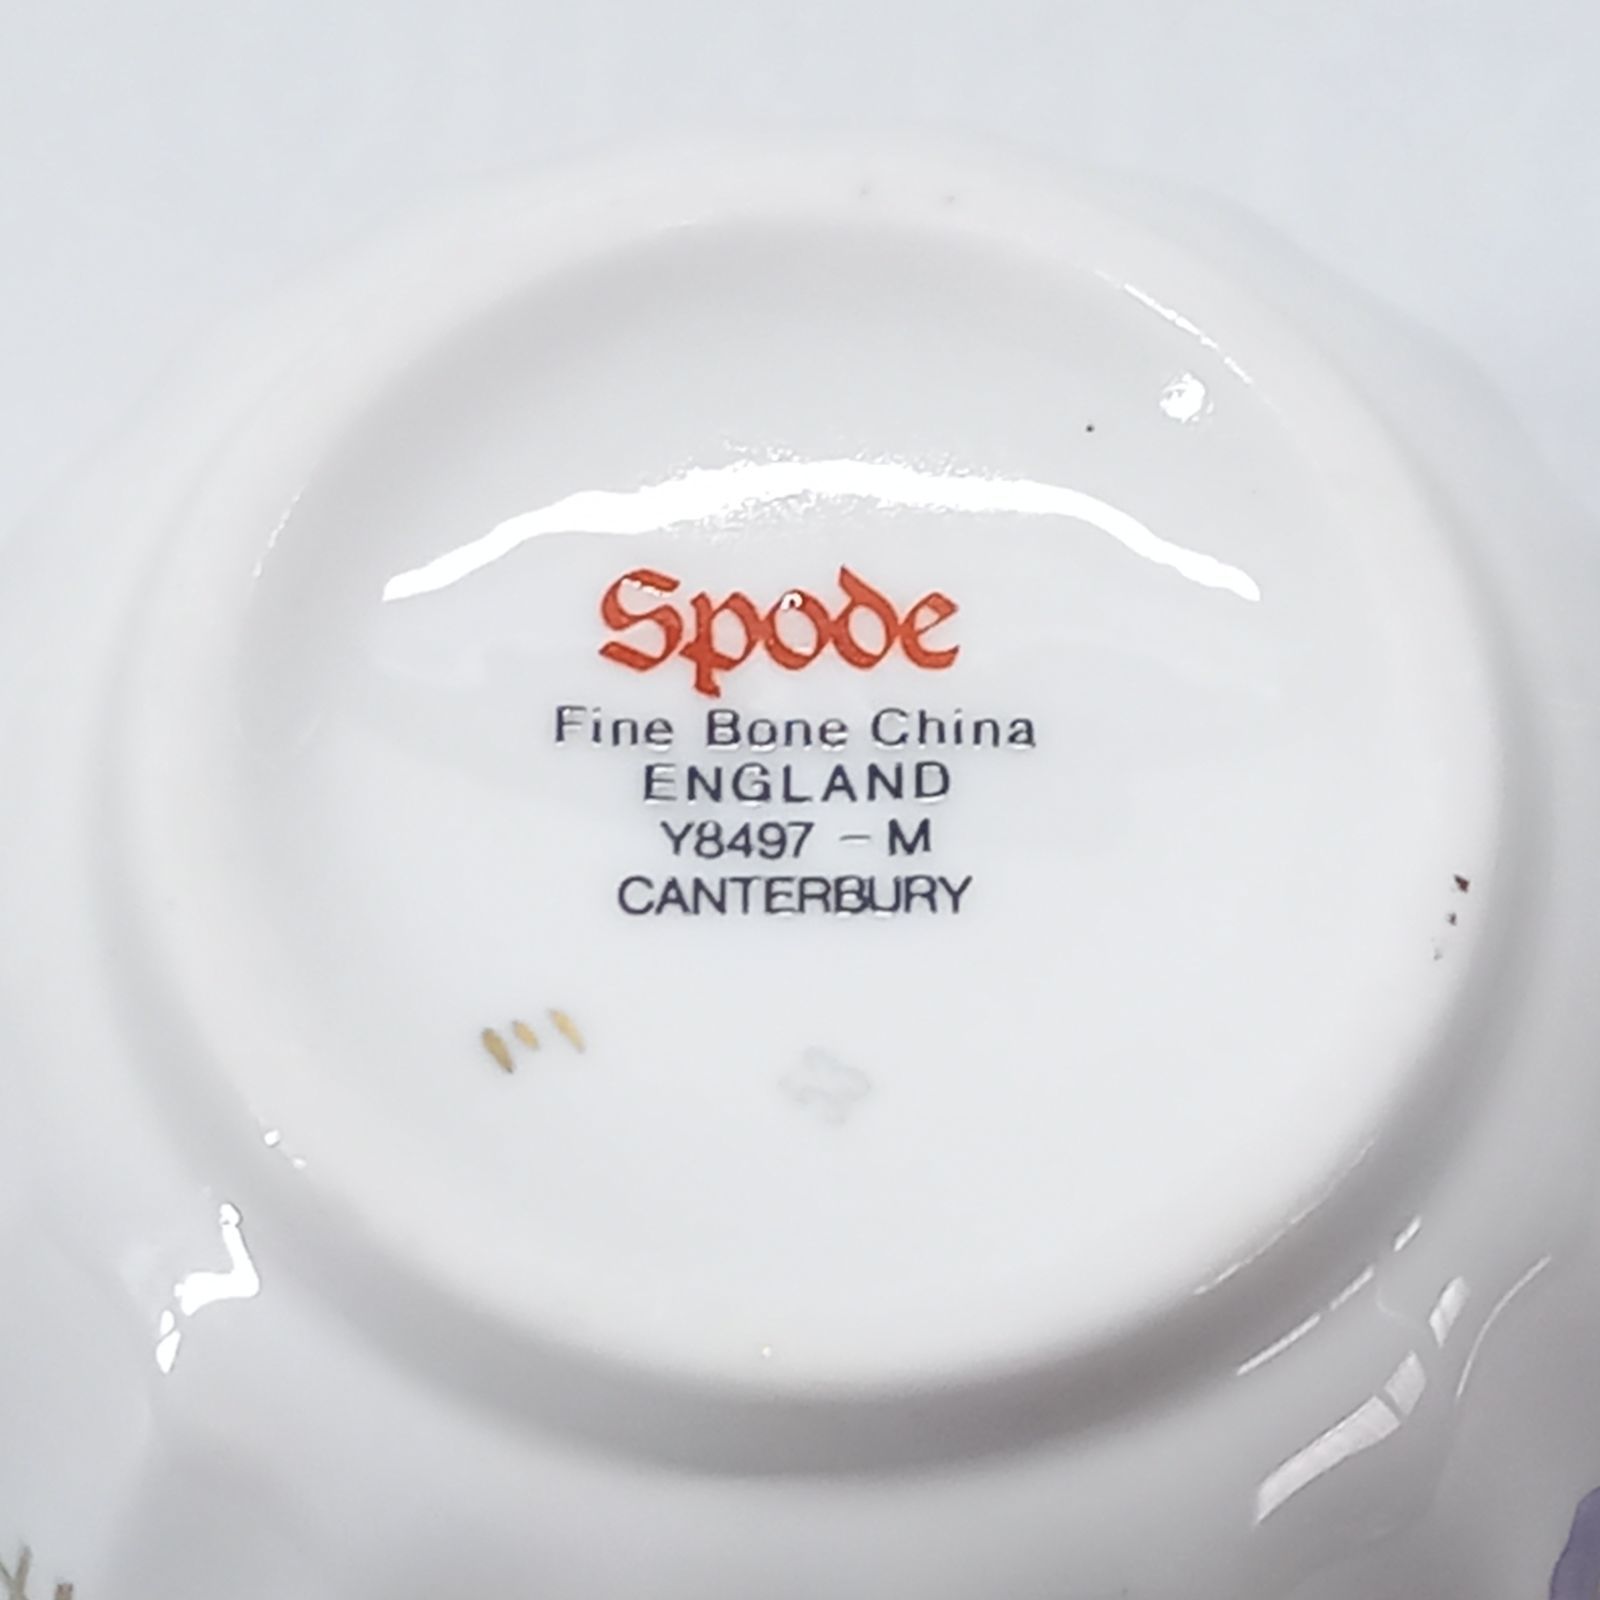 Spode
Fine Bone China
ENGLAND
Y8497 – M
CANTERBURY